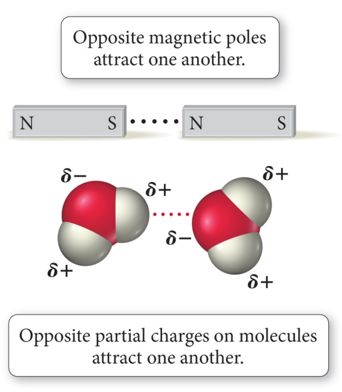 Opposite magnetic poles
attract one another.
N S N S
δ−
δ+
δ+
δ−
δ+
δ+
Opposite partial charges on molecules
attract one another.